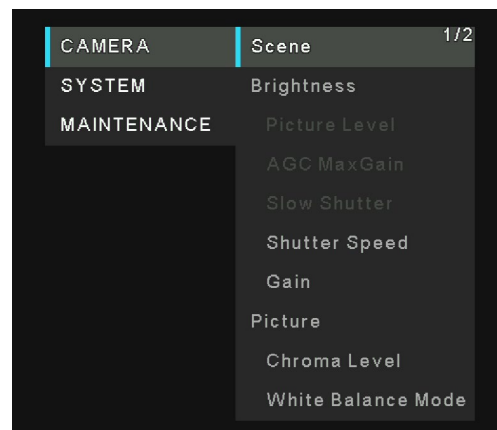 CAMERA
SYSTEM
MAINTENANCE
1/2
Scene
Brightness
Picture Level
AGC MaxGain
Slow Shutter
Shutter Speed
Gain
Picture
Chroma Level
White Balance Mode